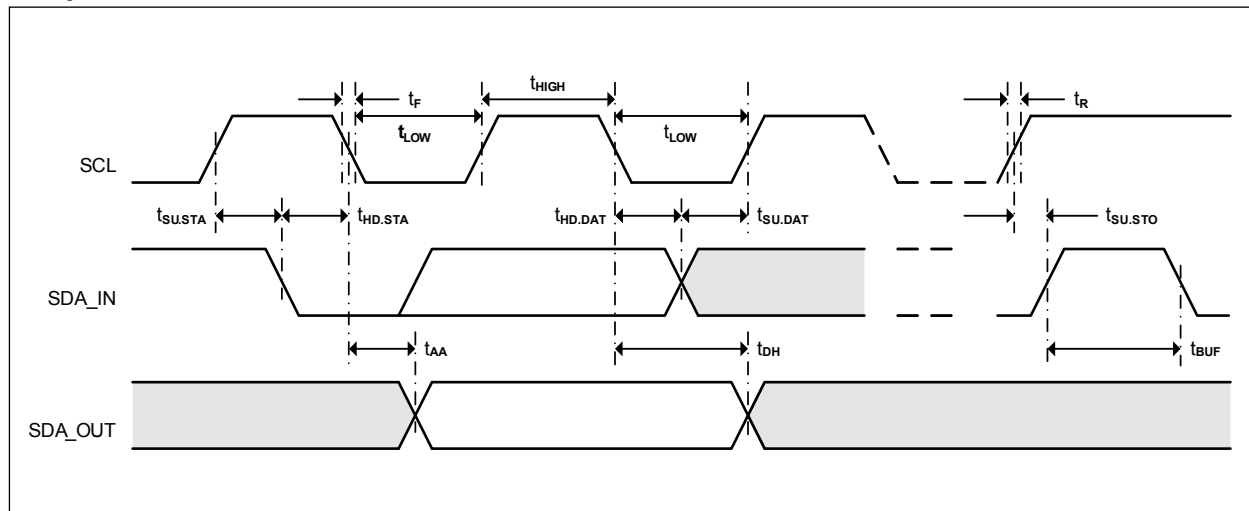 tF
tHIGH
tLOW
tLOW
tR
SCL
tSU.STA
tHD.STA
tHD.DAT
tSU.DAT
tSU.STO
SDA_IN
tAA
tDH
tBUF
SDA_OUT